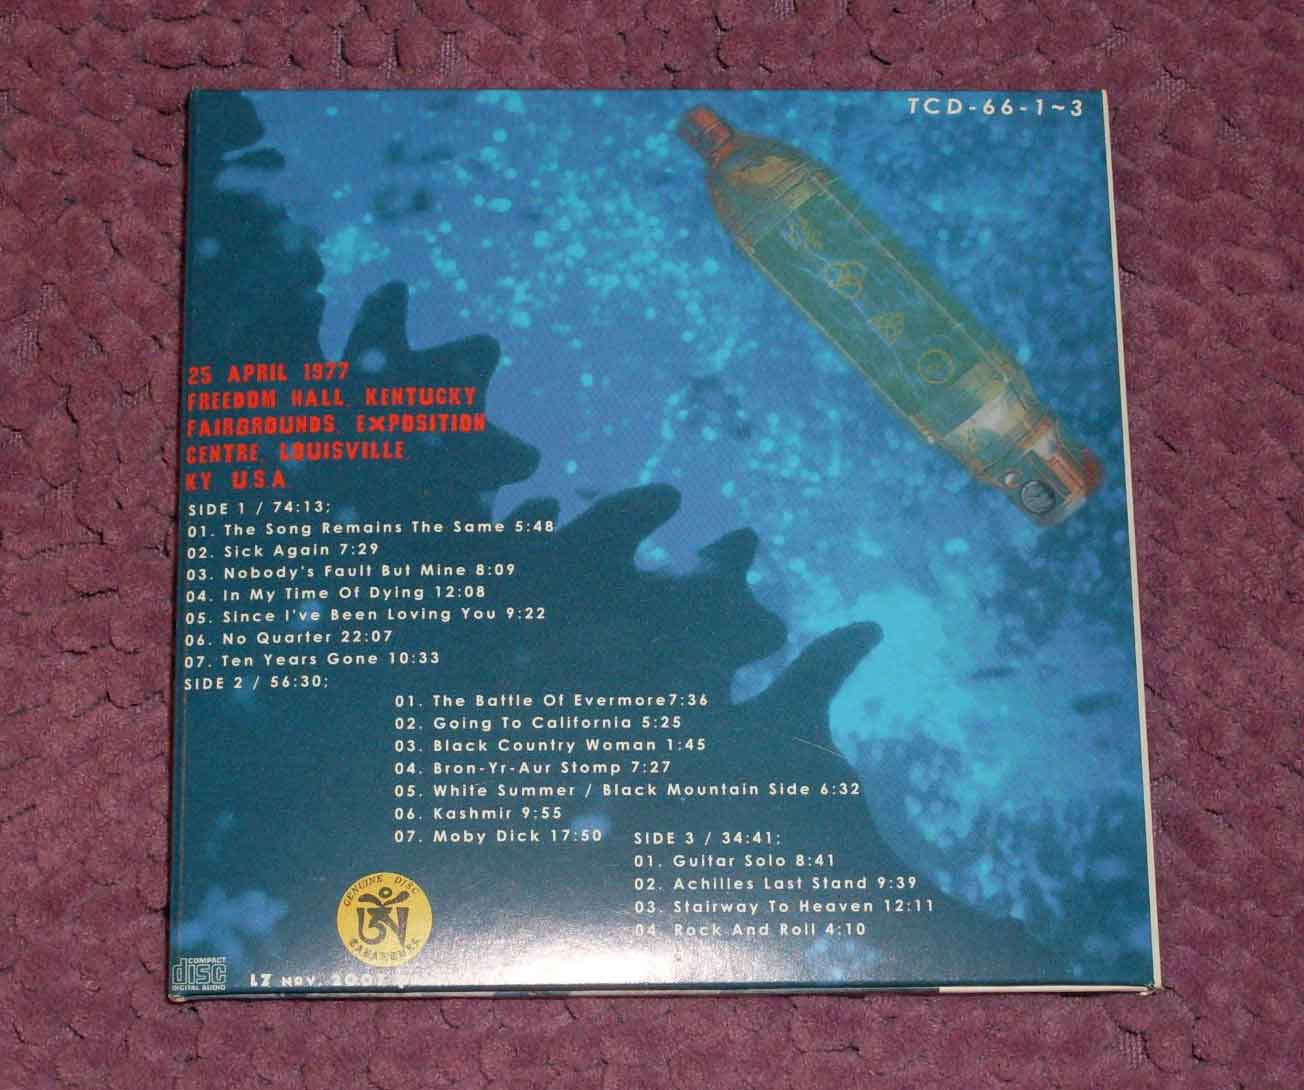 TCD-66-1~3
25 APRIL 1977
FREEDOM HALL, KENTUCKY
FAIRGROUNDS, EXPOSITION
CENTRE, LOUISVILLE,
KY U.S.A
SIDE 1 / 74:13;
01. The Song Remains The Same 5:48
02. Sick Again 7:29
03. Nobody's Fault But Mine 8:09
04. In My Time Of Dying 12:08
05. Since I've Been Loving You 9:22
06. No Quarter 22:07
07. Ten Years Gone 10:33
SIDE 2 / 56:30;
01. The Battle Of Evermore7:36
02. Going To California 5:25
03. Black Country Woman 1:45
04. Bron-Yr-Aur Stomp 7:27
05. White Summer / Black Mountain Side 6:32
06. Kashmir 9:55
07. Moby Dick 17:50
SIDE 3 / 34:41;
01. Guitar Solo 8:41
02. Achilles Last Stand 9:39
03. Stairway To Heaven 12:11
04. Rock And Roll 4:10
GENUINE DISC
TARANTURA
COMPACT
disc
DIGITAL AUDIO
LZ NOV.